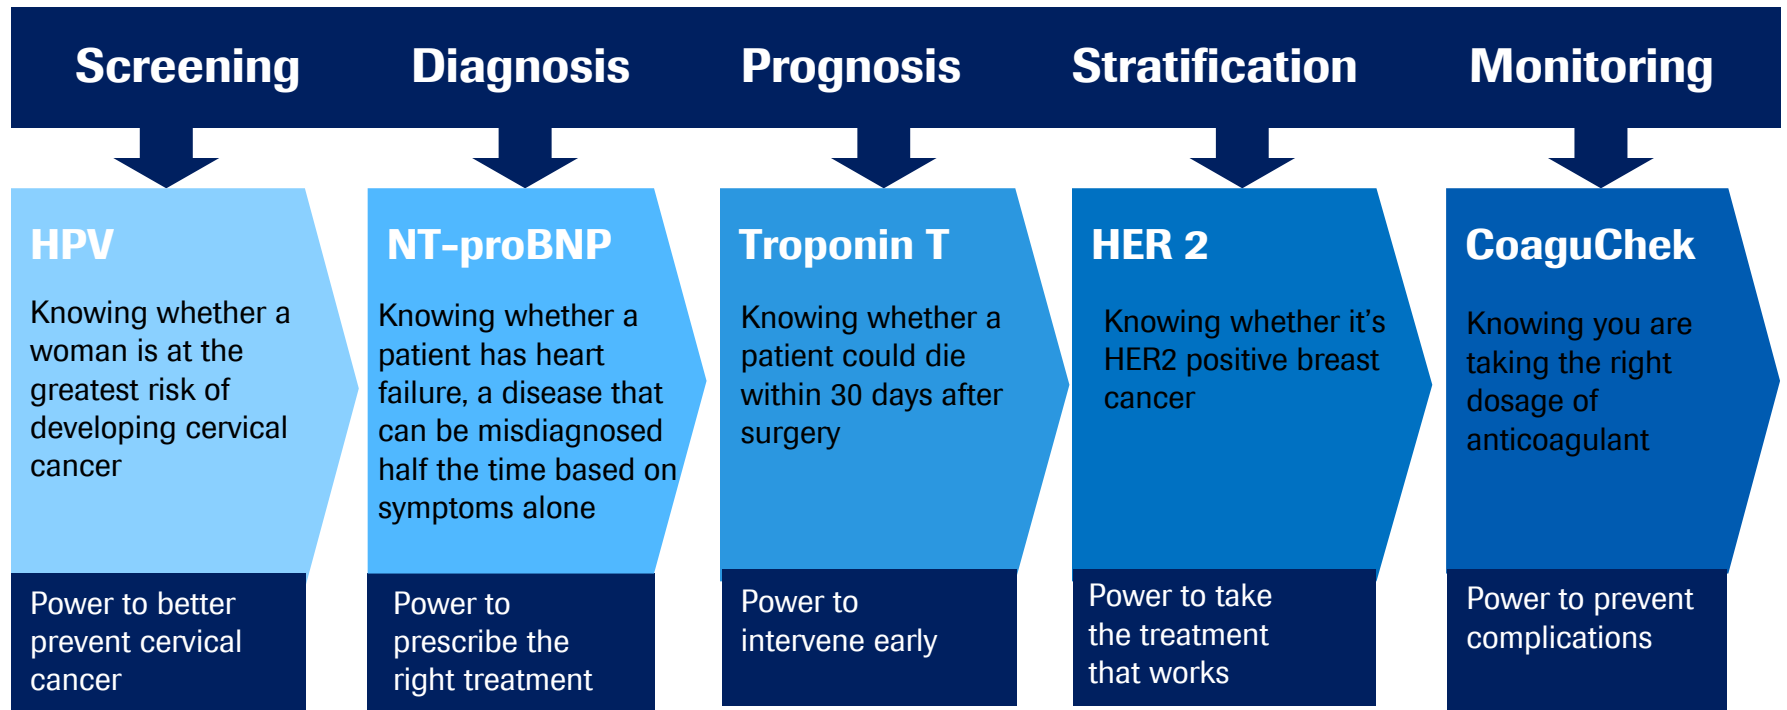 Screening
Diagnosis
Prognosis
Stratification
Monitoring
HPV
Knowing whether a
woman is at the
greatest risk of
developing cervical
cancer
Power to better
prevent cervical
cancer
NT-proBNP
Knowing whether a
patient has heart
failure, a disease that
can be misdiagnosed
half the time based on
symptoms alone
Power to
prescribe the
right treatment
Troponin T
Knowing whether a
patient could die
within 30 days after
surgery
Power to
intervene early
HER 2
Knowing whether it’s
HER2 positive breast
cancer
Power to take
the treatment
that works
CoaguChek
Knowing you are
taking the right
dosage of
anticoagulant
Power to prevent
complications